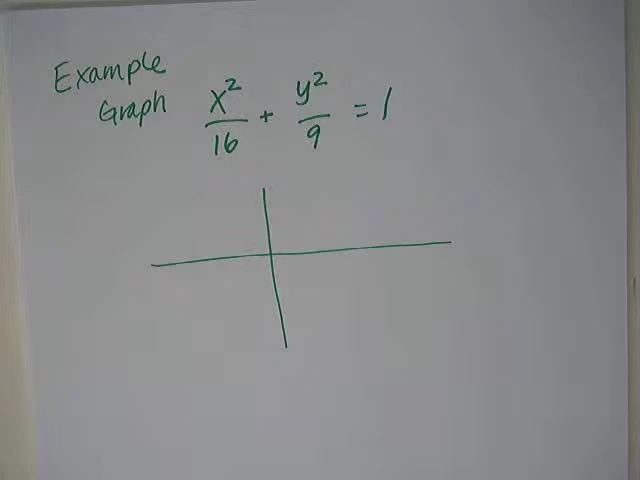 Example
Graph x²/16 + y²/9 = 1